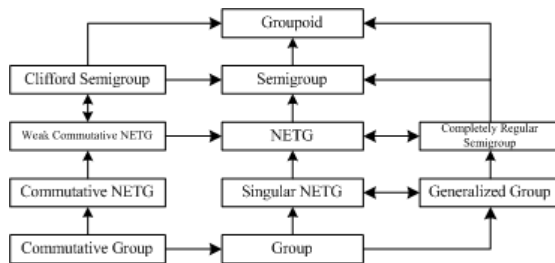 Groupoid
Clifford Semigroup
Semigroup
Weak Commutative NETG
NETG
Completely Regular
Semigroup
Commutative NETG
Singular NETG
Generalized Group
Commutative Group
Group